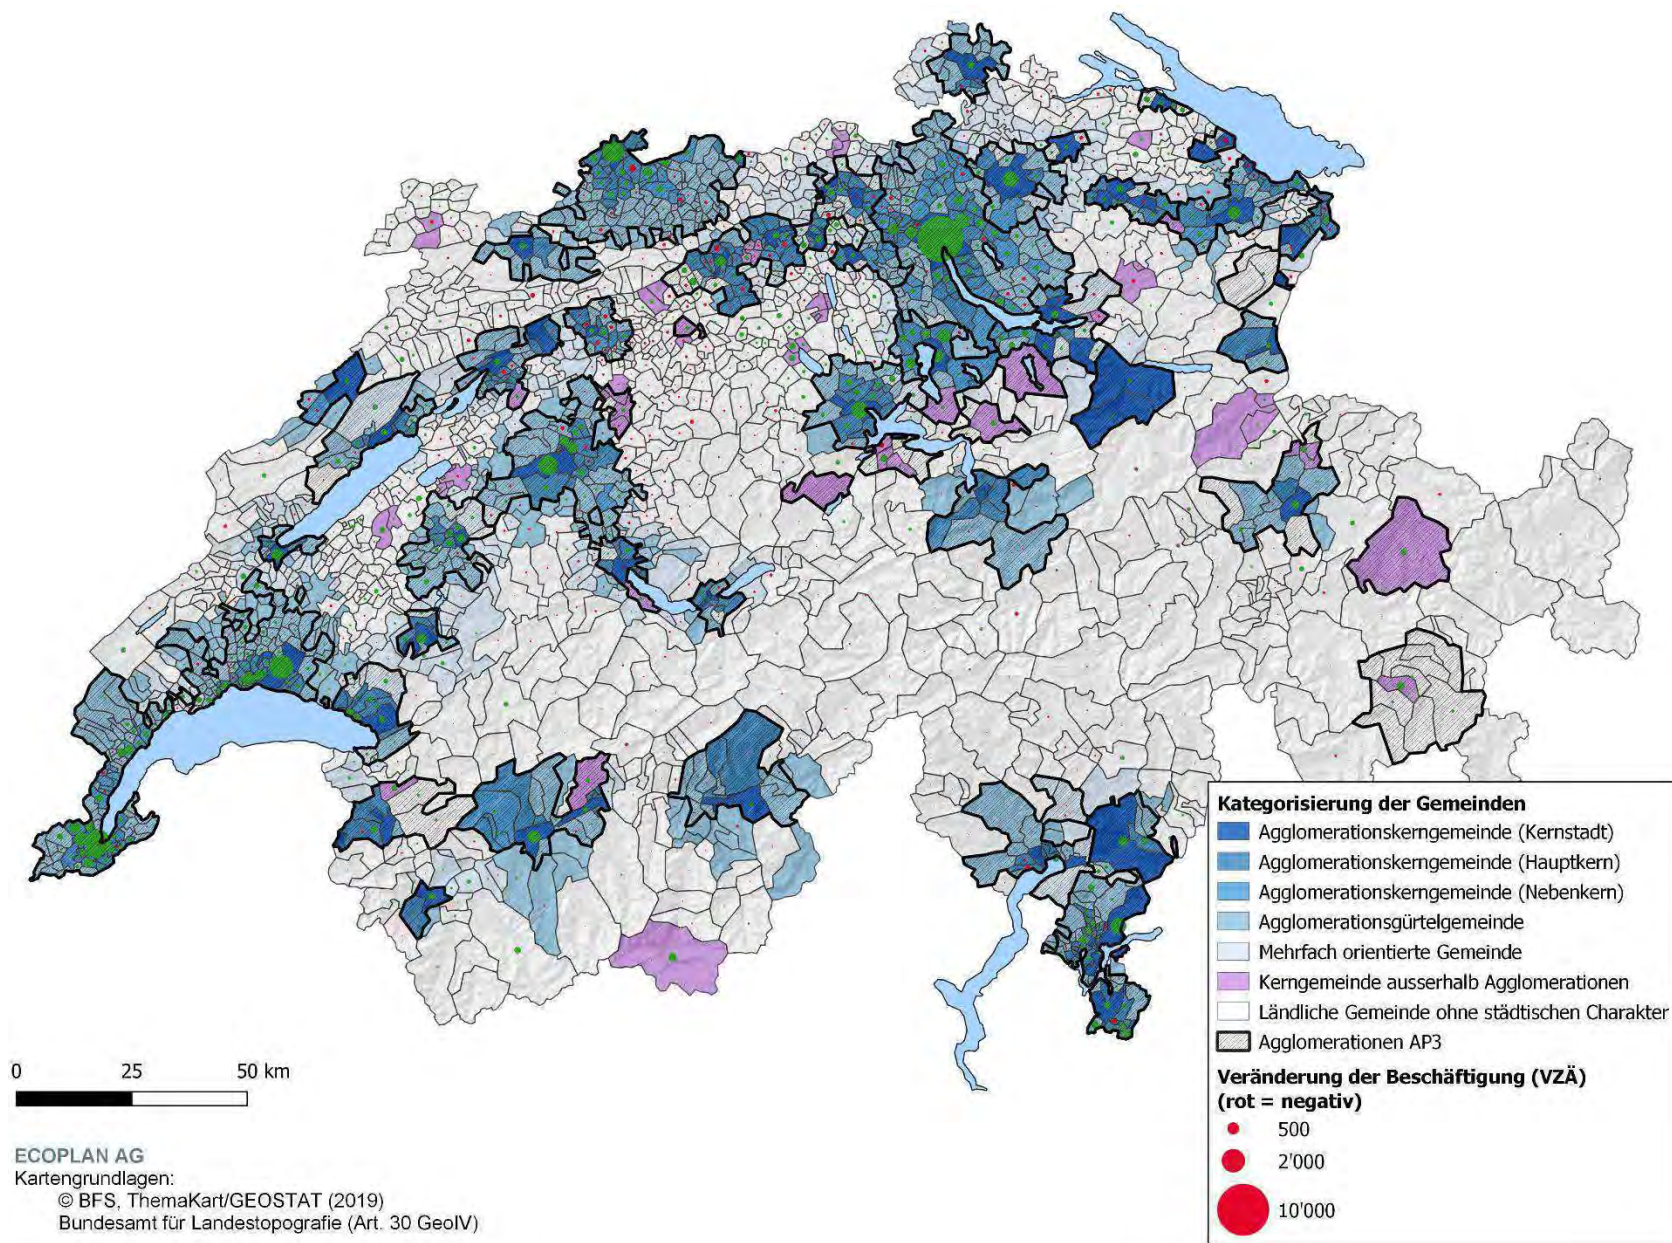 Kategorisierung der Gemeinden
Agglomerationskerngemeinde (Kernstadt)
Agglomerationskerngemeinde (Hauptkern)
Agglomerationskerngemeinde (Nebenkern)
Agglomerationsgürtelgemeinde
Mehrfach orientierte Gemeinde
Kerngemeinde ausserhalb Agglomerationen
Ländliche Gemeinde ohne städtischen Charakter
Agglomerationen AP3
Veränderung der Beschäftigung (VZÄ)
(rot = negativ)
500
2'000
10'000
0 25 50 km
ECOPLAN AG
Kartengrundlagen:
© BFS, ThemaKart/GEOSTAT (2019)
Bundesamt für Landestopografie (Art. 30 GeoIV)